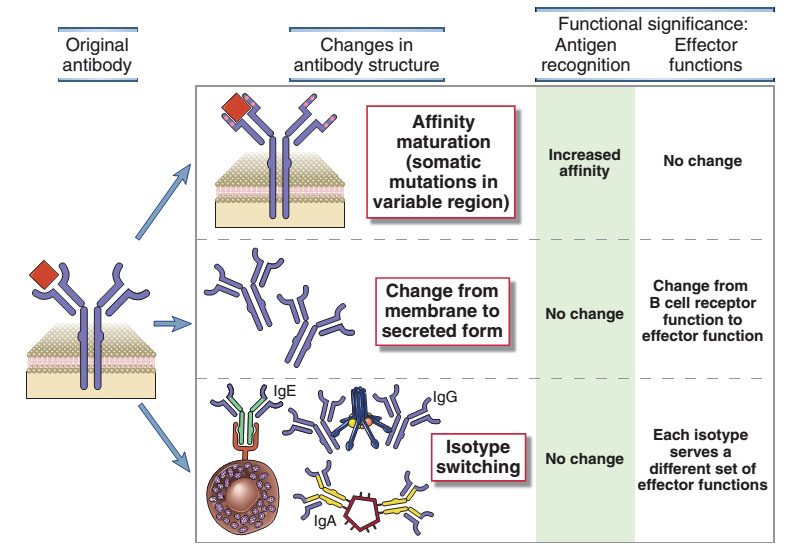 Original
antibody
Changes in
antibody structure
Functional significance:
Antigen
recognition
Effector
functions
Affinity
maturation
(somatic
mutations in
variable region)
Increased
affinity
No change
Change from
membrane to
secreted form
No change
Change from
B cell receptor
function to
effector function
IgE
IgG
IgA
Isotype
switching
No change
Each isotype
serves a
different set of
effector functions